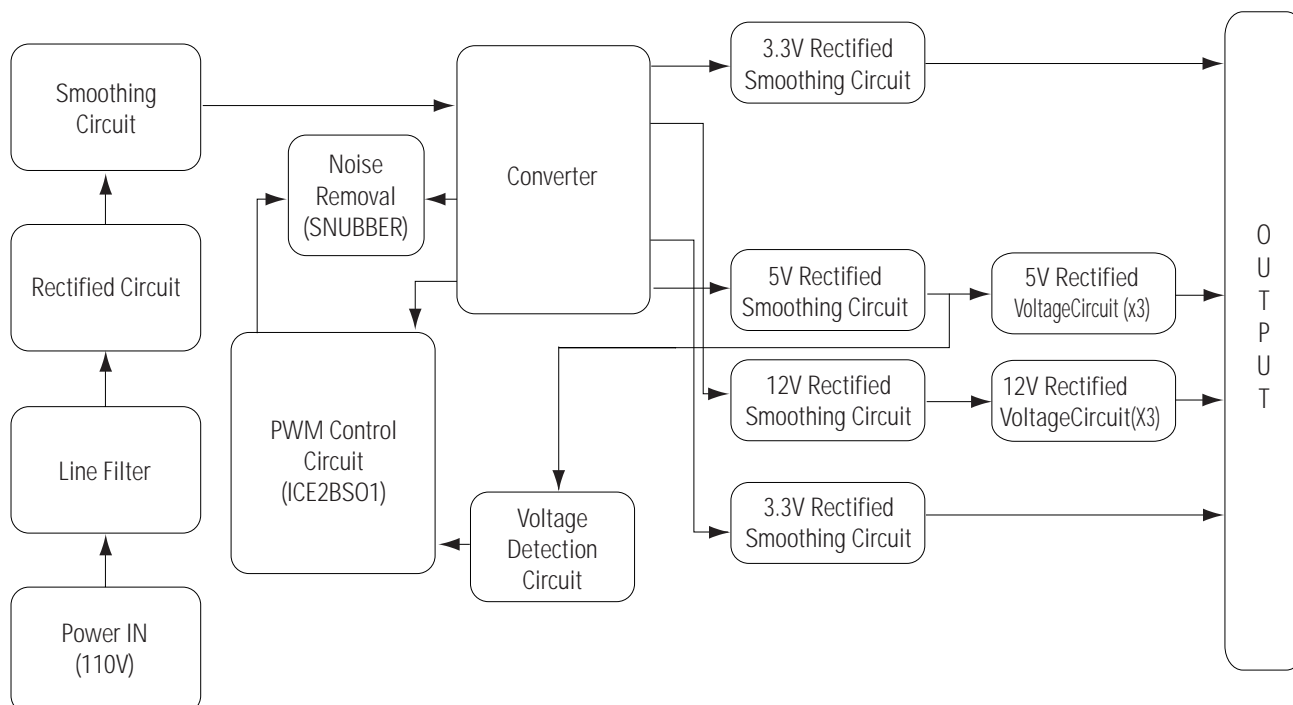 Smoothing
Circuit
Rectified Circuit
Line Filter
Power IN
(110V)
Noise
Removal
(SNUBBER)
PWM Control
Circuit
(ICE2BSO1)
Converter
Voltage
Detection
Circuit
3.3V Rectified
Smoothing Circuit
5V Rectified
Smoothing Circuit
5V Rectified
VoltageCircuit (x3)
12V Rectified
Smoothing Circuit
12V Rectified
VoltageCircuit(X3)
3.3V Rectified
Smoothing Circuit
O
U
T
P
U
T